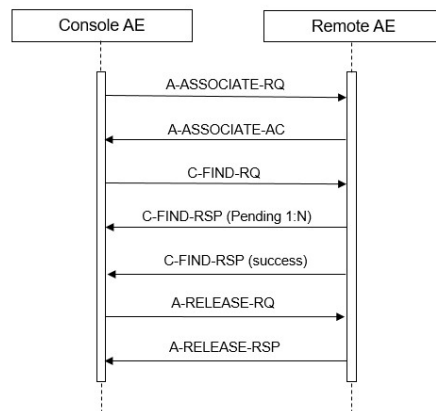 Console AE
Remote AE
A-ASSOCIATE-RQ
A-ASSOCIATE-AC
C-FIND-RQ
C-FIND-RSP (Pending 1:N)
C-FIND-RSP (success)
A-RELEASE-RQ
A-RELEASE-RSP